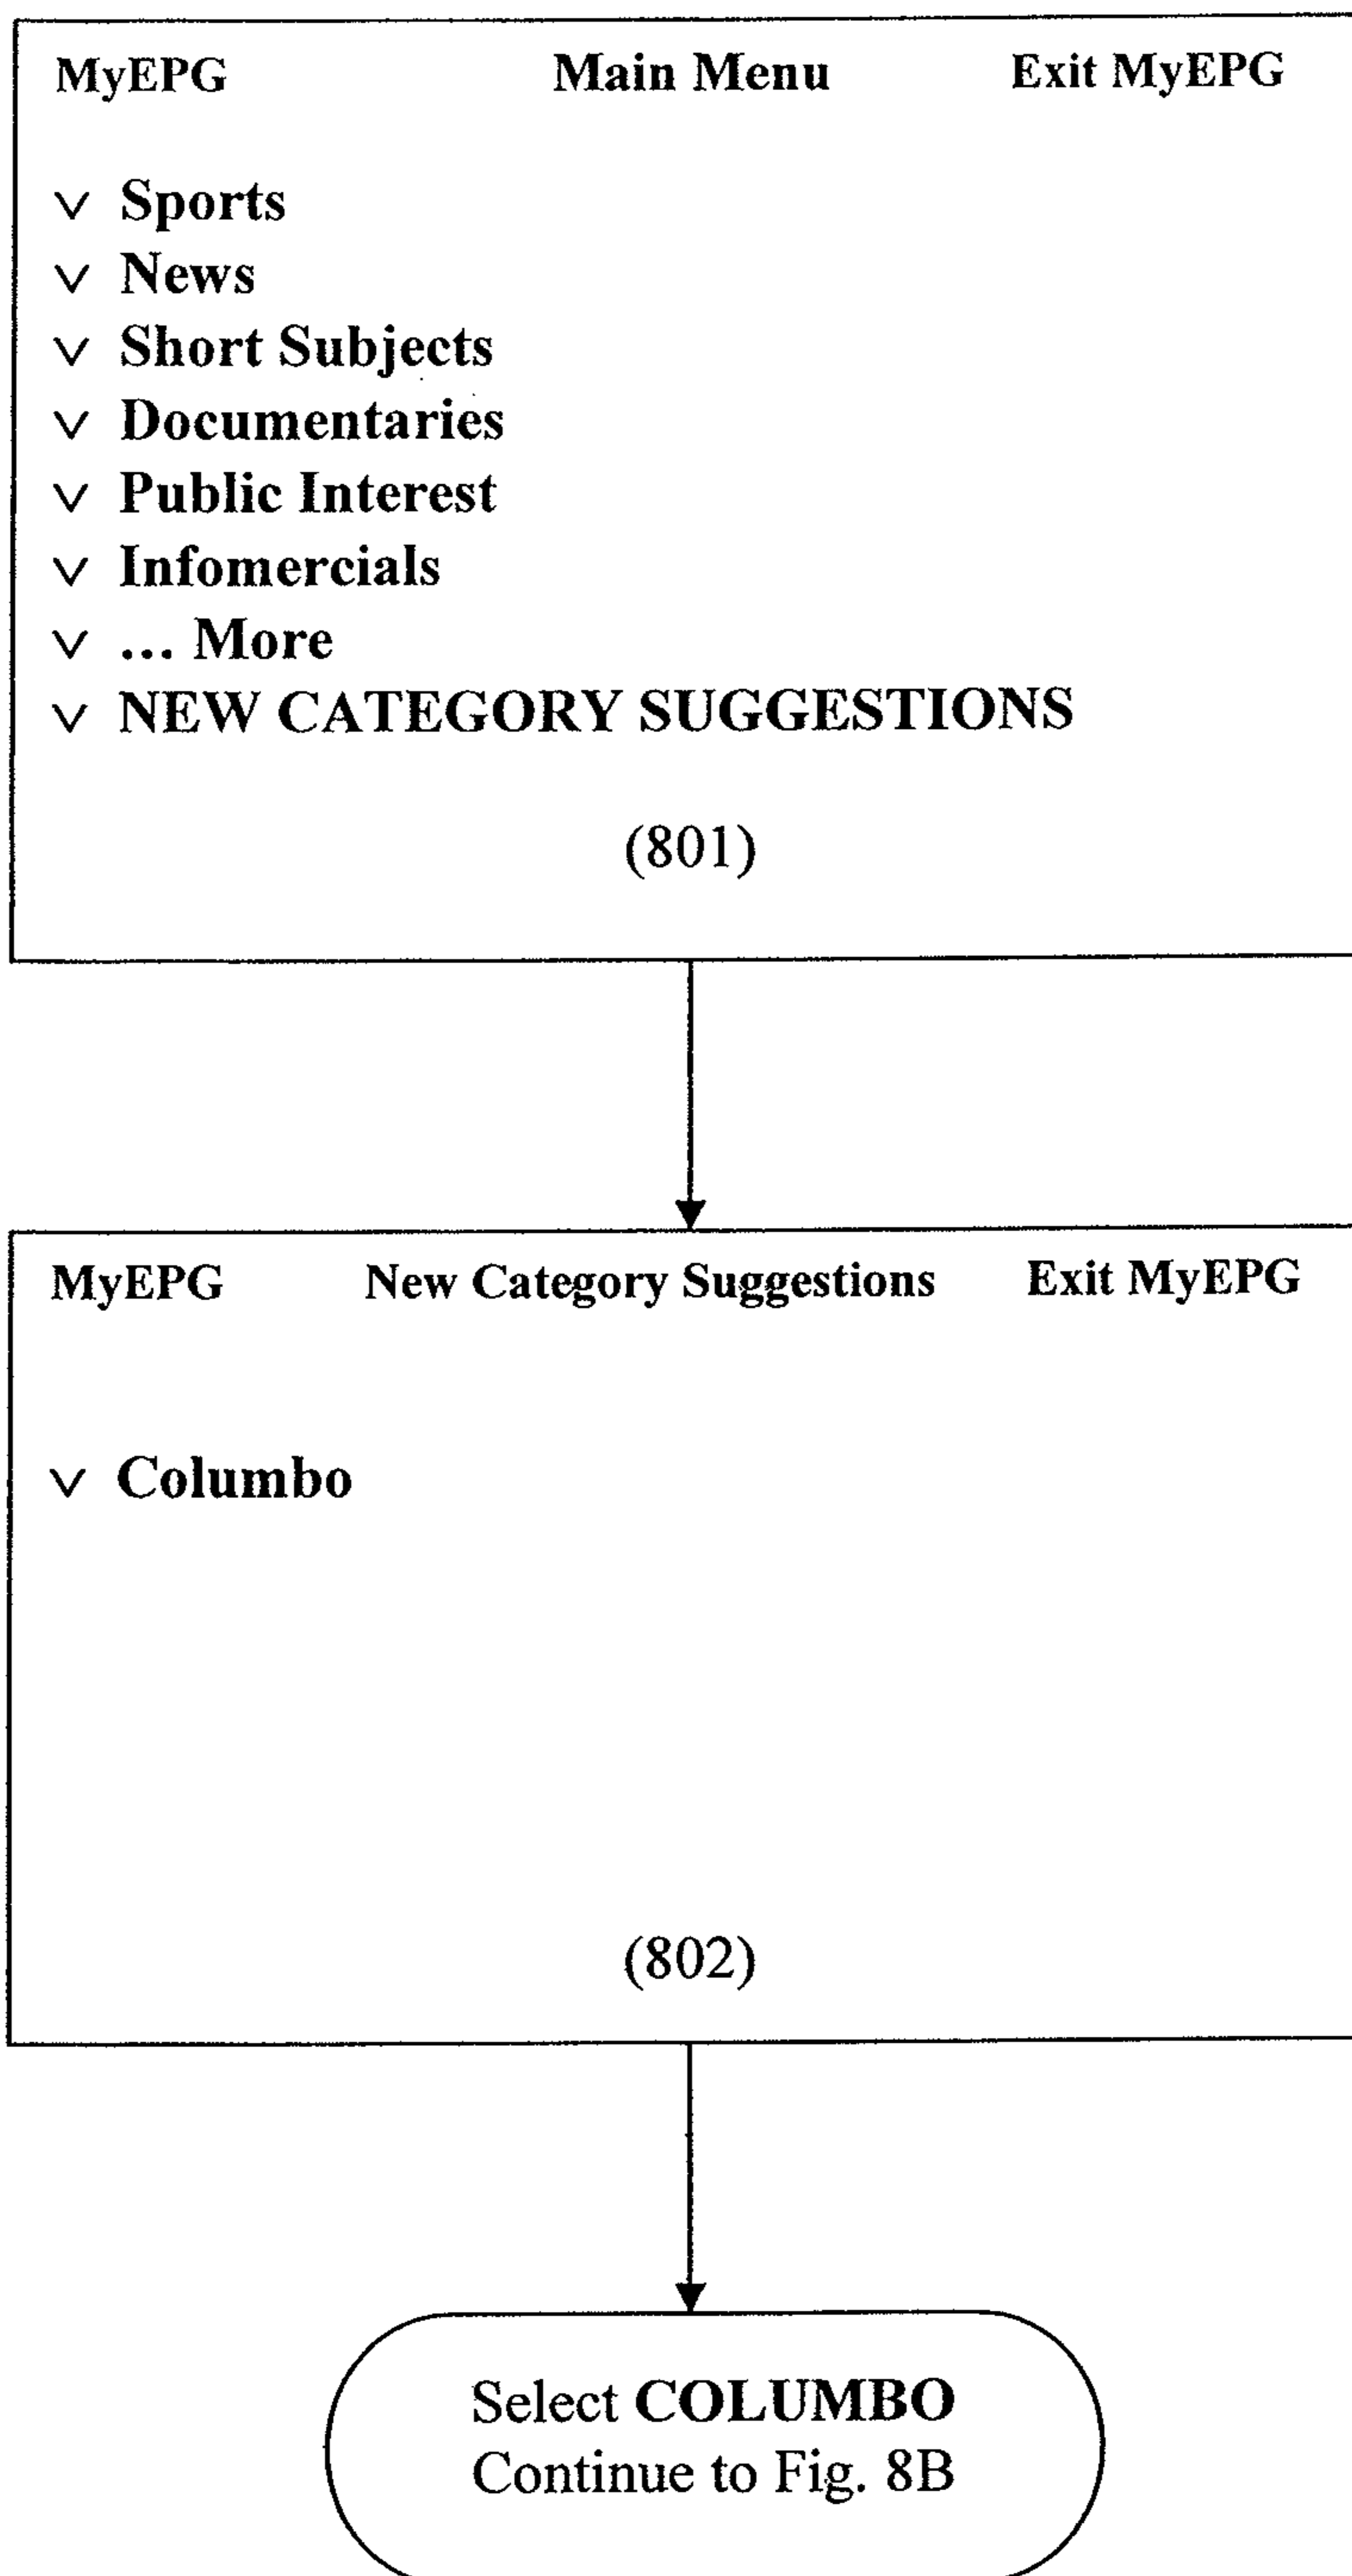 MyEPG Main Menu Exit MyEPG
∨ Sports
∨ News
∨ Short Subjects
∨ Documentaries
∨ Public Interest
∨ Infomercials
∨ ... More
∨ NEW CATEGORY SUGGESTIONS
(801)
MyEPG New Category Suggestions Exit MyEPG
∨ Columbo
(802)
Select COLUMBO
Continue to Fig. 8B